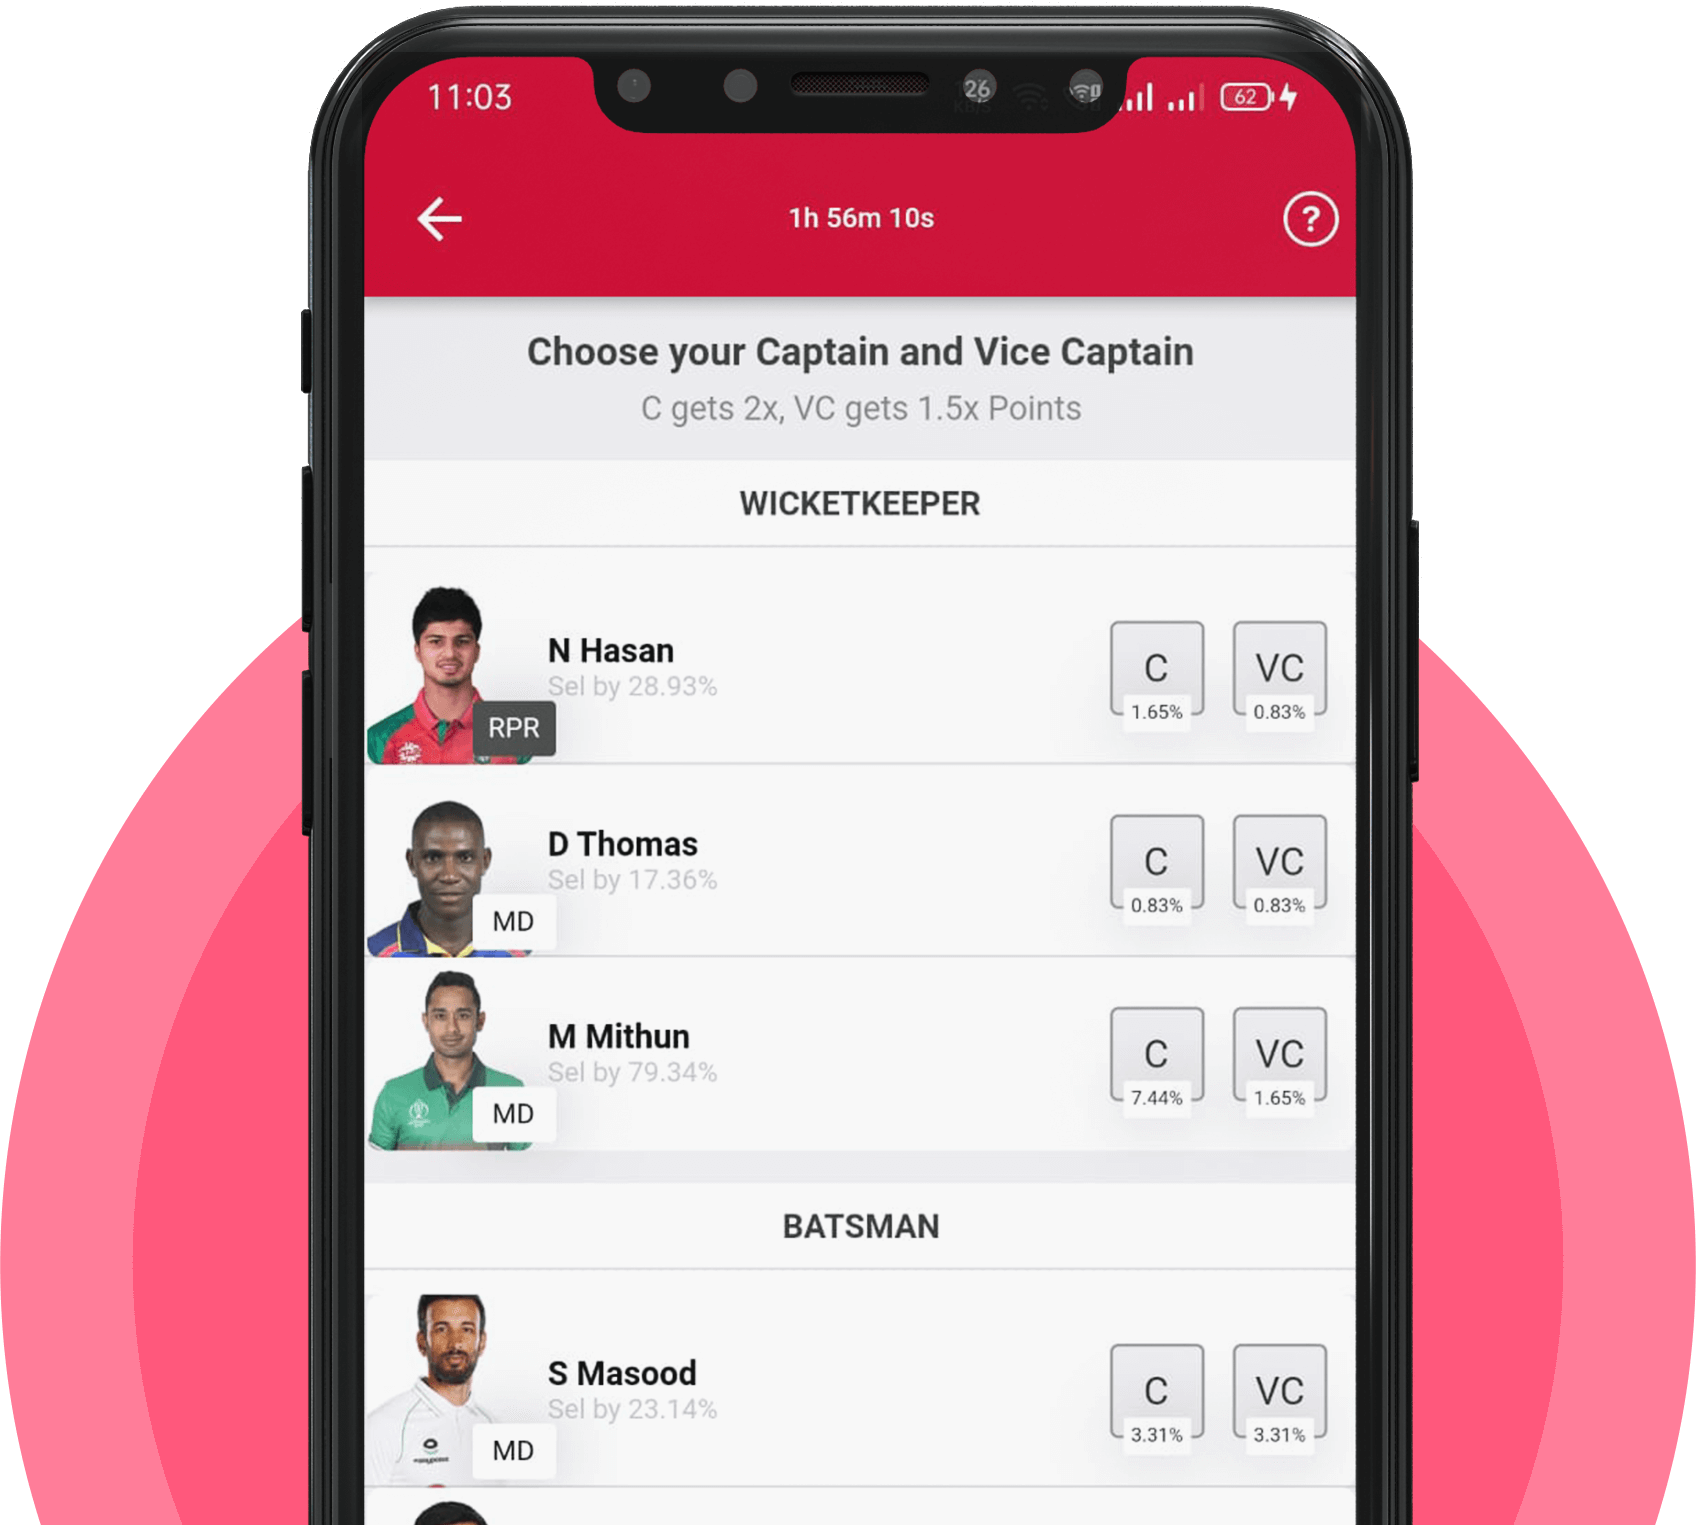 11:03
26
62
1h 56m 10s
?
Choose your Captain and Vice Captain
C gets 2x, VC gets 1.5x Points
WICKETKEEPER
N Hasan
Sel by 28.93%
RPR
C
1.65%
VC
0.83%
D Thomas
Sel by 17.36%
MD
C
0.83%
VC
0.83%
M Mithun
Sel by 79.34%
MD
C
7.44%
VC
1.65%
BATSMAN
S Masood
Sel by 23.14%
MD
C
3.31%
VC
3.31%